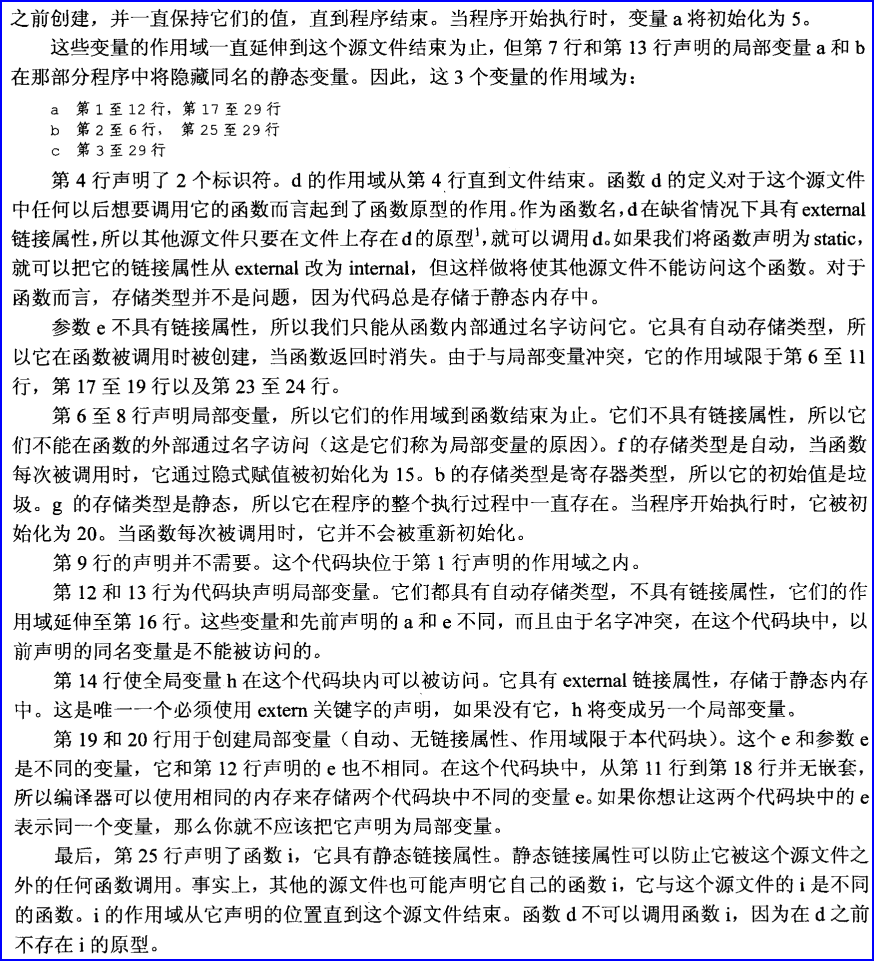 之前创建，并一直保持它们的值，直到程序结束。当程序开始执行时，变量 a 将初始化为 5。
这些变量的作用域一直延伸到这个源文件结束为止，但第 7 行和第 13 行声明的局部变量 a 和 b
在那部分程序中将隐藏同名的静态变量。因此，这 3 个变量的作用域为：
a 第 1 至 12 行，第 17 至 29 行
b 第 2 至 6 行， 第 25 至 29 行
c 第 3 至 29 行
第 4 行声明了 2 个标识符。d 的作用域从第 4 行直到文件结束。函数 d 的定义对于这个源文件
中任何以后想要调用它的函数而言起到了函数原型的作用。作为函数名，d 在缺省情况下具有 external
链接属性，所以其他源文件只要在文件上存在 d 的原型¹，就可以调用 d。如果我们将函数声明为 static，
就可以把它的链接属性从 external 改为 internal，但这样做将使其他源文件不能访问这个函数。对于
函数而言，存储类型并不是问题，因为代码总是存储于静态内存中。
参数 e 不具有链接属性，所以我们只能从函数内部通过名字访问它。它具有自动存储类型，所
以它在函数被调用时被创建，当函数返回时消失。由于与局部变量冲突，它的作用域限于第 6 至 11
行，第 17 至 19 行以及第 23 至 24 行。
第 6 至 8 行声明局部变量，所以它们的作用域到函数结束为止。它们不具有链接属性，所以它
们不能在函数的外部通过名字访问（这是它们称为局部变量的原因）。f 的存储类型是自动，当函数
每次被调用时，它通过隐式赋值被初始化为 15。b 的存储类型是寄存器类型，所以它的初始值是垃
圾。g 的存储类型是静态，所以它在程序的整个执行过程中一直存在。当程序开始执行时，它被初
始化为 20。当函数每次被调用时，它并不会被重新初始化。
第 9 行的声明并不需要。这个代码块位于第 1 行声明的作用域之内。
第 12 和 13 行为代码块声明局部变量。它们都具有自动存储类型，不具有链接属性，它们的作
用域延伸至第 16 行。这些变量和先前声明的 a 和 e 不同，而且由于名字冲突，在这个代码块中，以
前声明的同名变量是不能被访问的。
第 14 行使全局变量 h 在这个代码块内可以被访问。它具有 external 链接属性，存储于静态内存
中。这是唯一一个必须使用 extern 关键字的声明，如果没有它，h 将变成另一个局部变量。
第 19 和 20 行用于创建局部变量（自动、无链接属性、作用域限于本代码块）。这个 e 和参数 e
是不同的变量，它和第 12 行声明的 e 也不相同。在这个代码块中，从第 11 行到第 18 行并无嵌套，
所以编译器可以使用相同的内存来存储两个代码块中不同的变量 e。如果你想让这两个代码块中的 e
表示同一个变量，那么你就不应该把它声明为局部变量。
最后，第 25 行声明了函数 i，它具有静态链接属性。静态链接属性可以防止它被这个源文件之
外的任何函数调用。事实上，其他的源文件也可能声明它自己的函数 i，它与这个源文件的 i 是不同
的函数。i 的作用域从它声明的位置直到这个源文件结束。函数 d 不可以调用函数 i，因为在 d 之前
不存在 i 的原型。